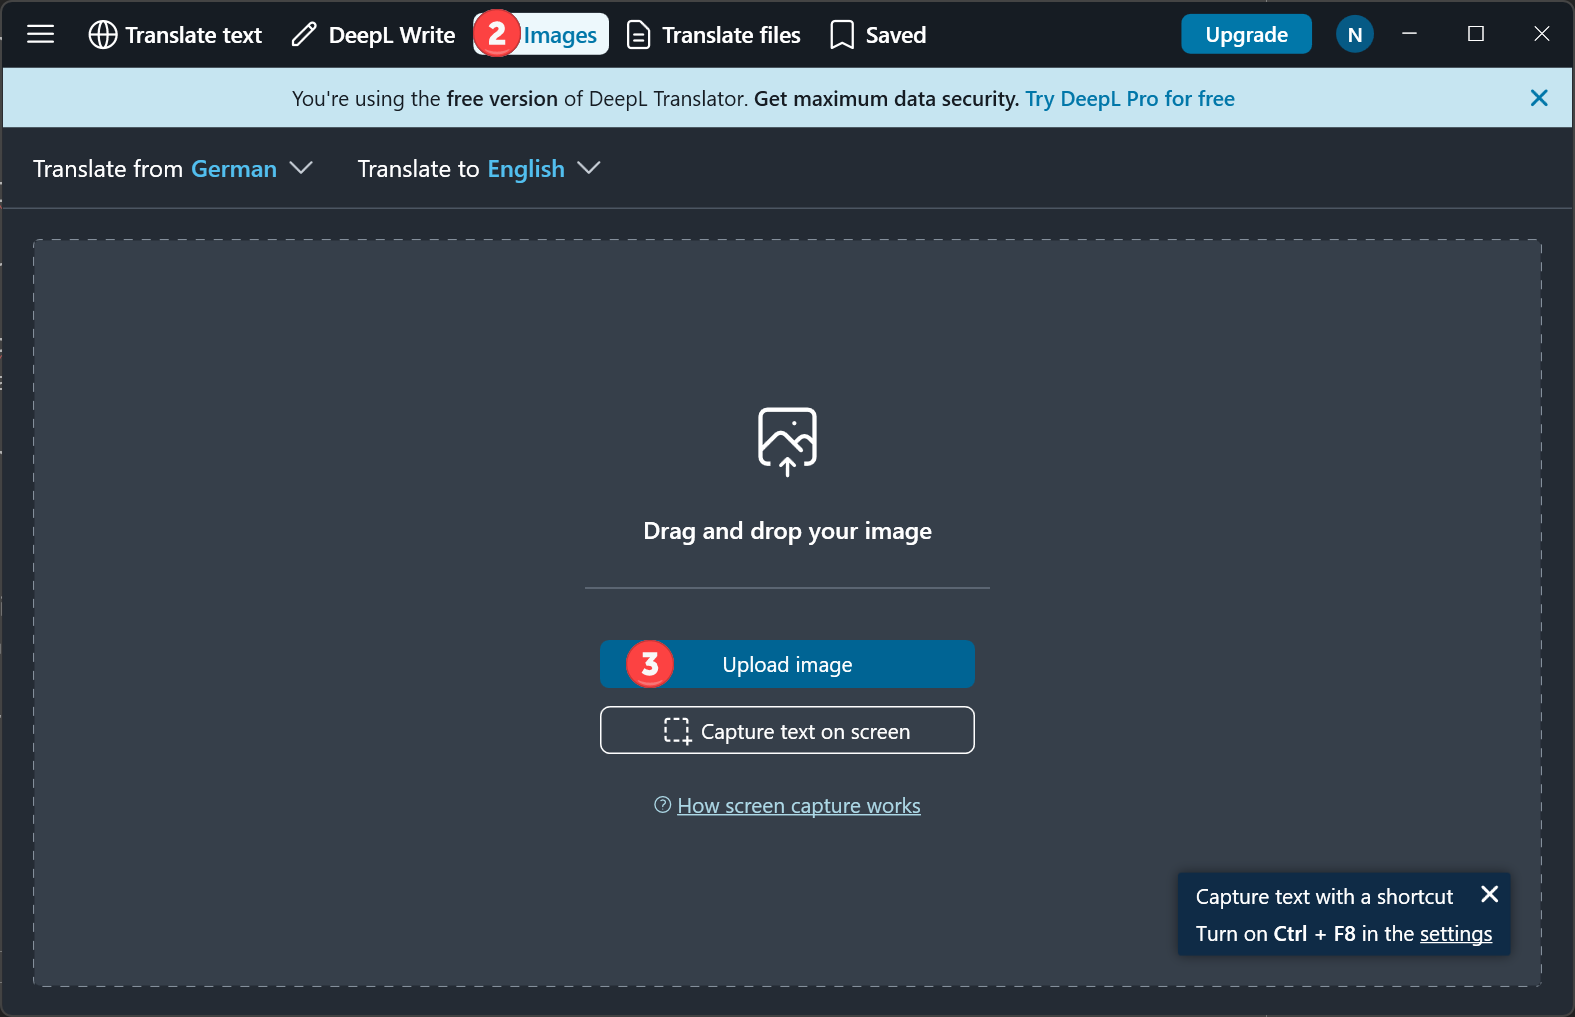 Translate text DeepL Write 2 Images Translate files Saved Upgrade N
You're using the free version of DeepL Translator. Get maximum data security. Try DeepL Pro for free
Translate from German Translate to English
Drag and drop your image
3 Upload image
Capture text on screen
? How screen capture works
Capture text with a shortcut
Turn on Ctrl + F8 in the settings